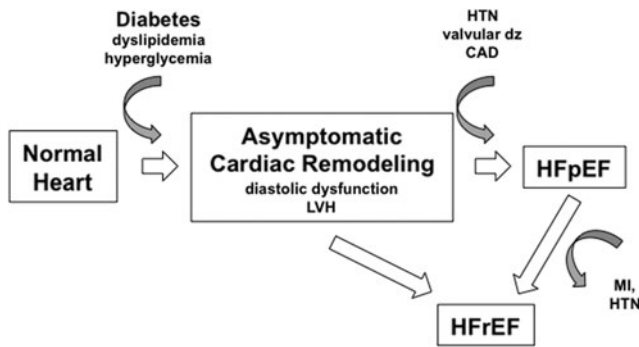 Diabetes
dyslipidemia
hyperglycemia
HTN
valvular dz
CAD
Normal
Heart
Asymptomatic
Cardiac Remodeling
diastolic dysfunction
LVH
HFpEF
MI,
HTN
HFrEF